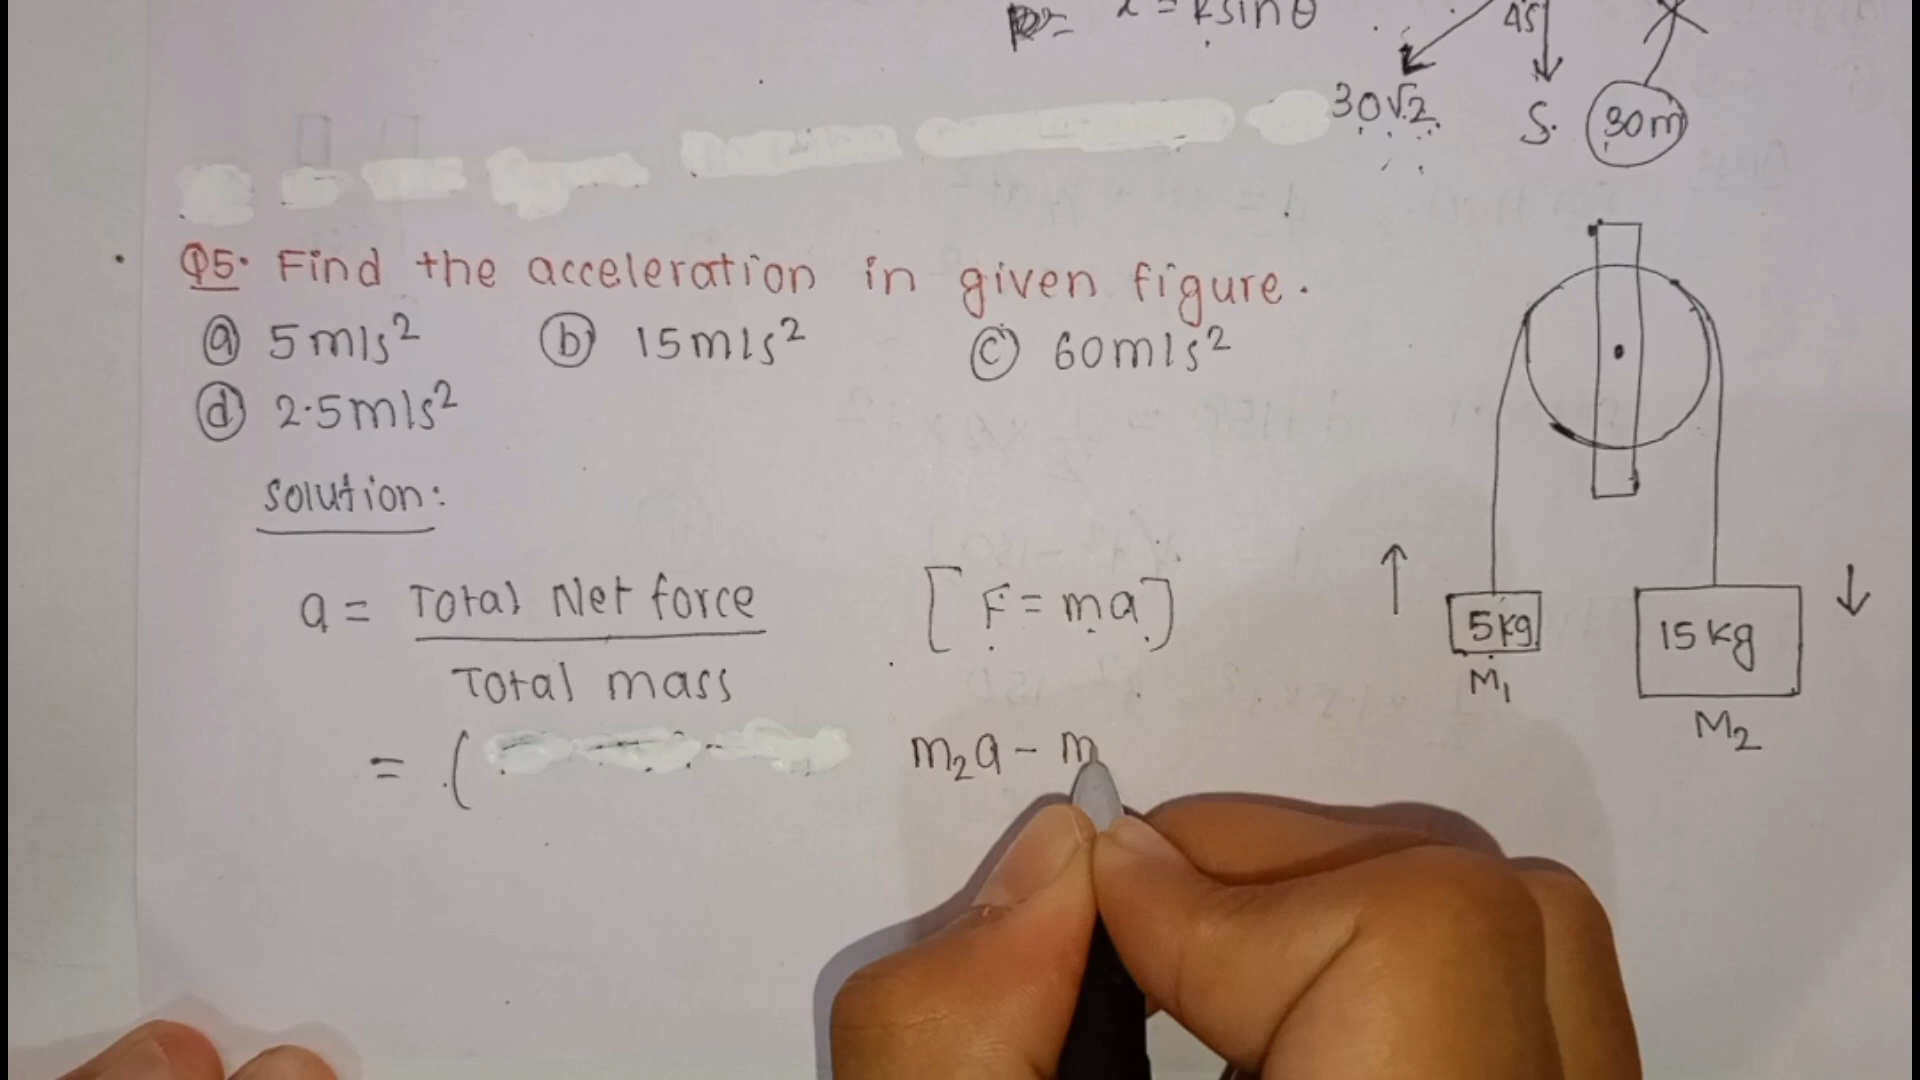 x = r sin θ
45
30√2
S.
30m
Q5. Find the acceleration in given figure.
ⓐ 5m/s² ⓑ 15m/s² ⓒ 60m/s²
ⓓ 2.5m/s²
Solution:
a = Total Net force / Total mass [F = ma]
= ( m₂a - m
5kg
M₁
15kg
M₂